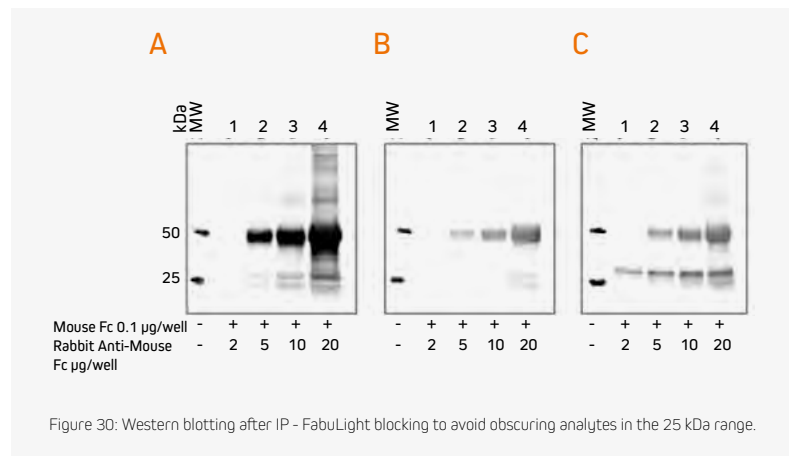 A B C
kDa
MW 1 2 3 4 MW 1 2 3 4 MW 1 2 3 4
50
25
Mouse Fc 0.1 µg/well - + + + + - + + + + - + + + +
Rabbit Anti-Mouse - 2 5 10 20 - 2 5 10 20 - 2 5 10 20
Fc µg/well
Figure 30: Western blotting after IP - FabuLight blocking to avoid obscuring analytes in the 25 kDa range.